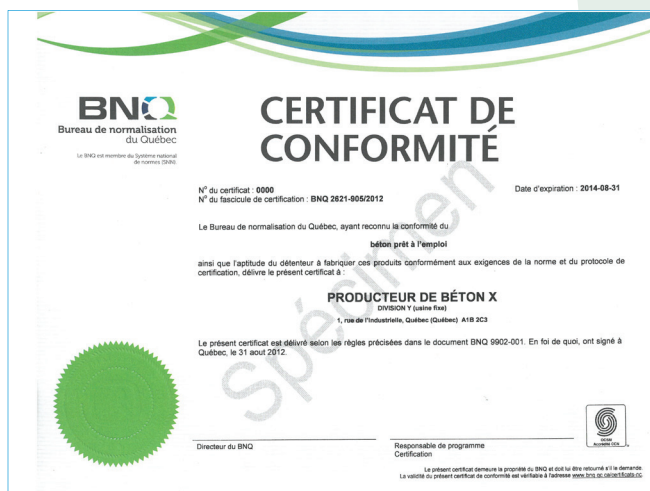 BNQ
Bureau de normalisation
du Québec
Le BNQ est membre du Système national
de normes (SNN).
CERTIFICAT DE
CONFORMITÉ
N° du certificat : 0000
N° du fascicule de certification : BNQ 2621-905/2012
Date d'expiration : 2014-08-31
Le Bureau de normalisation du Québec, ayant reconnu la conformité du
béton prêt à l'emploi
ainsi que l'aptitude du détenteur à fabriquer ces produits conformément aux exigences de la norme et du protocole de
certification, délivre le présent certificat à :
PRODUCTEUR DE BÉTON X
DIVISION Y (usine fixe)
1, rue de l'Industrielle, Québec (Québec) A1B 2C3
Le présent certificat est délivré selon les règles précisées dans le document BNQ 9902-001. En foi de quoi, ont signé à
Québec, le 31 aout 2012.
Spécimen
Directeur du BNQ
Responsable de programme
Certification
OCSM
Accrédité CCN
Le présent certificat demeure la propriété du BNQ et doit lui être retourné s'il le demande.
La validité du présent certificat de conformité est vérifiable à l'adresse www.bnq.qc.ca/certificats-nc.